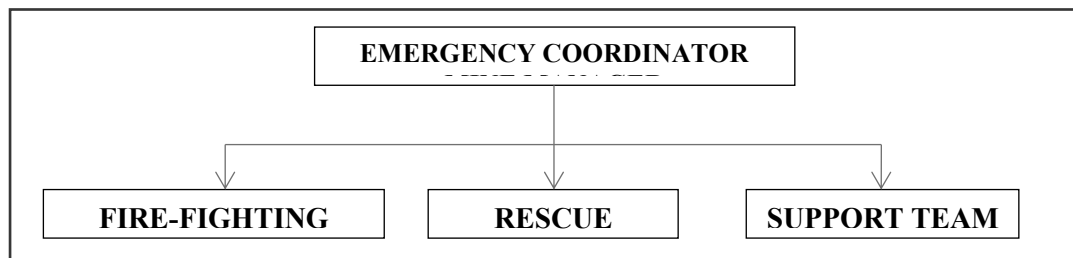 EMERGENCY COORDINATOR
FIRE-FIGHTING
RESCUE
SUPPORT TEAM